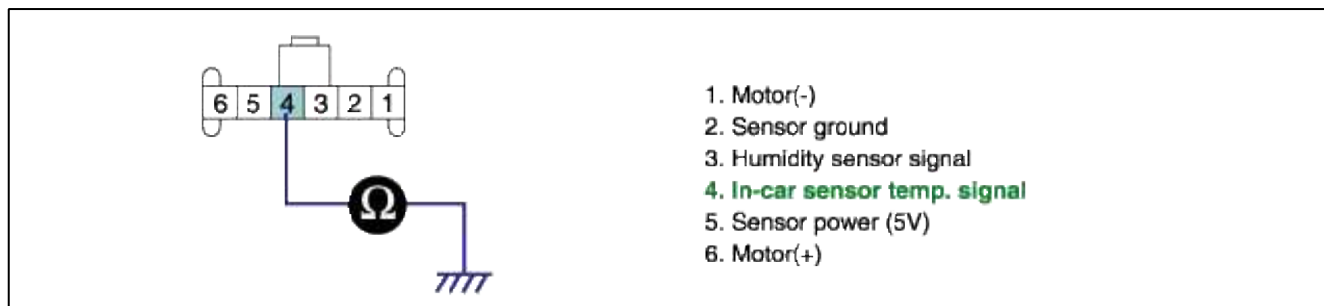 6 5 4 3 2 1
Ω
1. Motor(-)
2. Sensor ground
3. Humidity sensor signal
4. In-car sensor temp. signal
5. Sensor power (5V)
6. Motor(+)